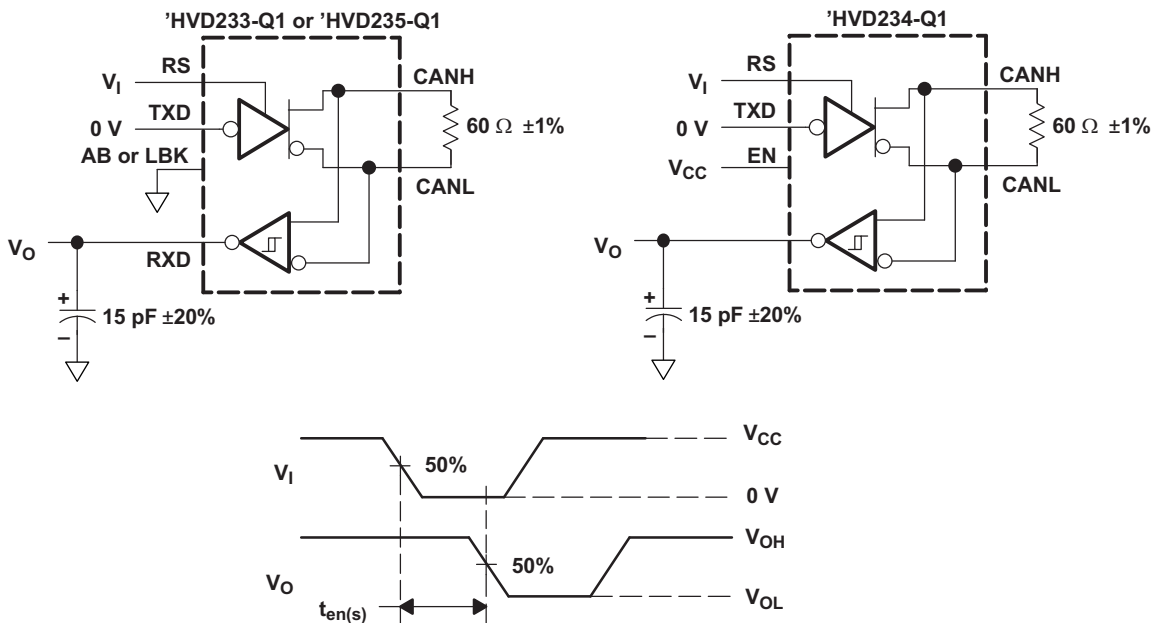 'HVD233-Q1 or 'HVD235-Q1
RS
V_I
TXD
0 V
AB or LBK
CANH
60 Ω ±1%
CANL
V_O
RXD
+
15 pF ±20%
–
'HVD234-Q1
RS
V_I
TXD
0 V
EN
V_CC
CANH
60 Ω ±1%
CANL
V_O
+
15 pF ±20%
–
V_I
50%
V_CC
0 V
V_O
50%
V_OH
V_OL
t_en(s)